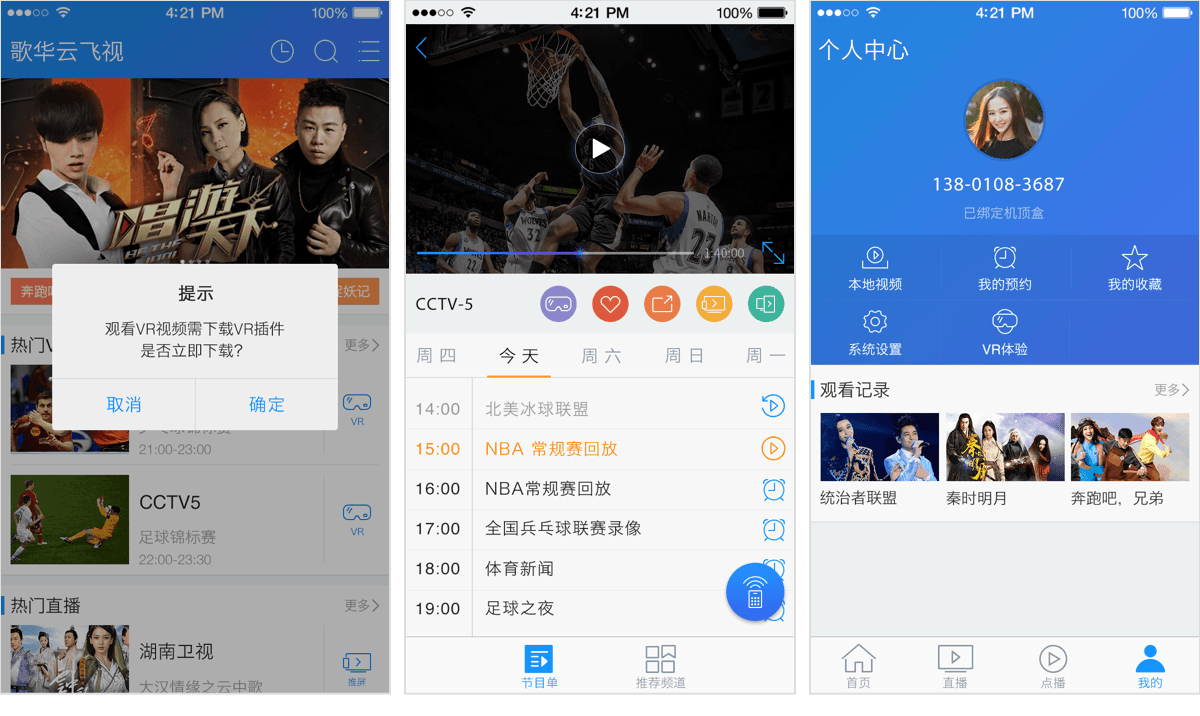 4:21 PM
100%
歌华云飞视
唱游天下
BE THE IDOL
奔跑吧
捉妖记
提示
观看VR视频需下载VR插件
是否立即下载?
取消
确定
热门V
更多
VR
21:00-23:00
CCTV5
足球锦标赛
22:00-23:30
VR
热门直播
更多
湖南卫视
大汉情缘之云中歌
推屏
4:21 PM
100%
WOLVES
32
MARTIN
27
1:40:00
CCTV-5
周四
今天
周六
周日
周一
14:00
北美冰球联盟
15:00
NBA 常规赛回放
16:00
NBA常规赛回放
17:00
全国乒乓球联赛录像
18:00
体育新闻
19:00
足球之夜
节目单
推荐频道
4:21 PM
100%
个人中心
138-0108-3687
已绑定机顶盒
本地视频
我的预约
我的收藏
系统设置
VR体验
观看记录
更多
统治者联盟
秦时明月
奔跑吧，兄弟
首页
直播
点播
我的